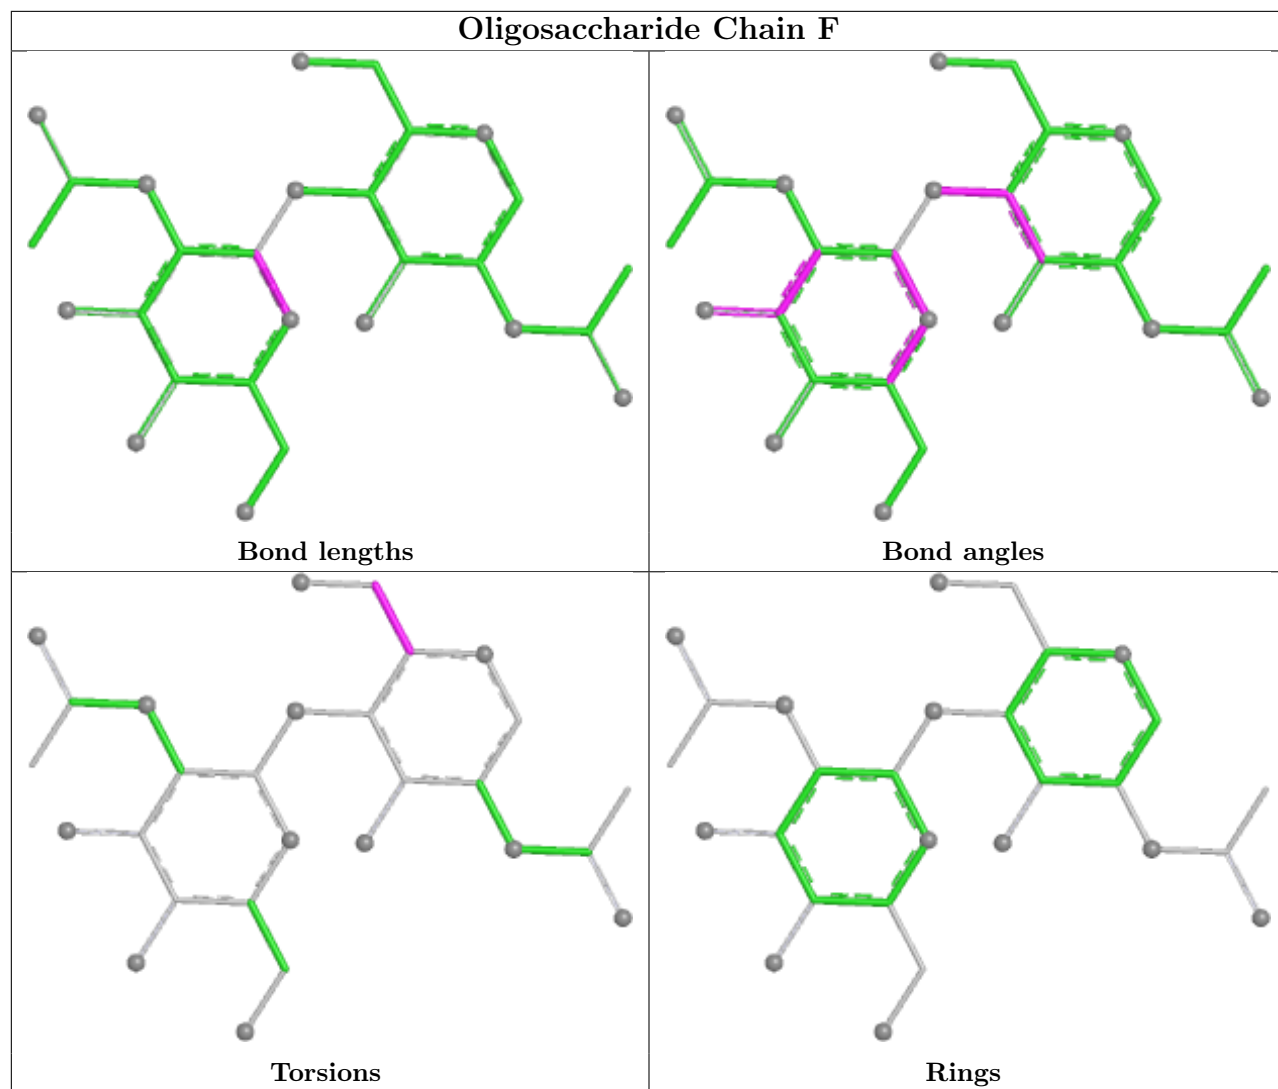 Oligosaccharide Chain F
Bond lengths
Bond angles
Torsions
Rings